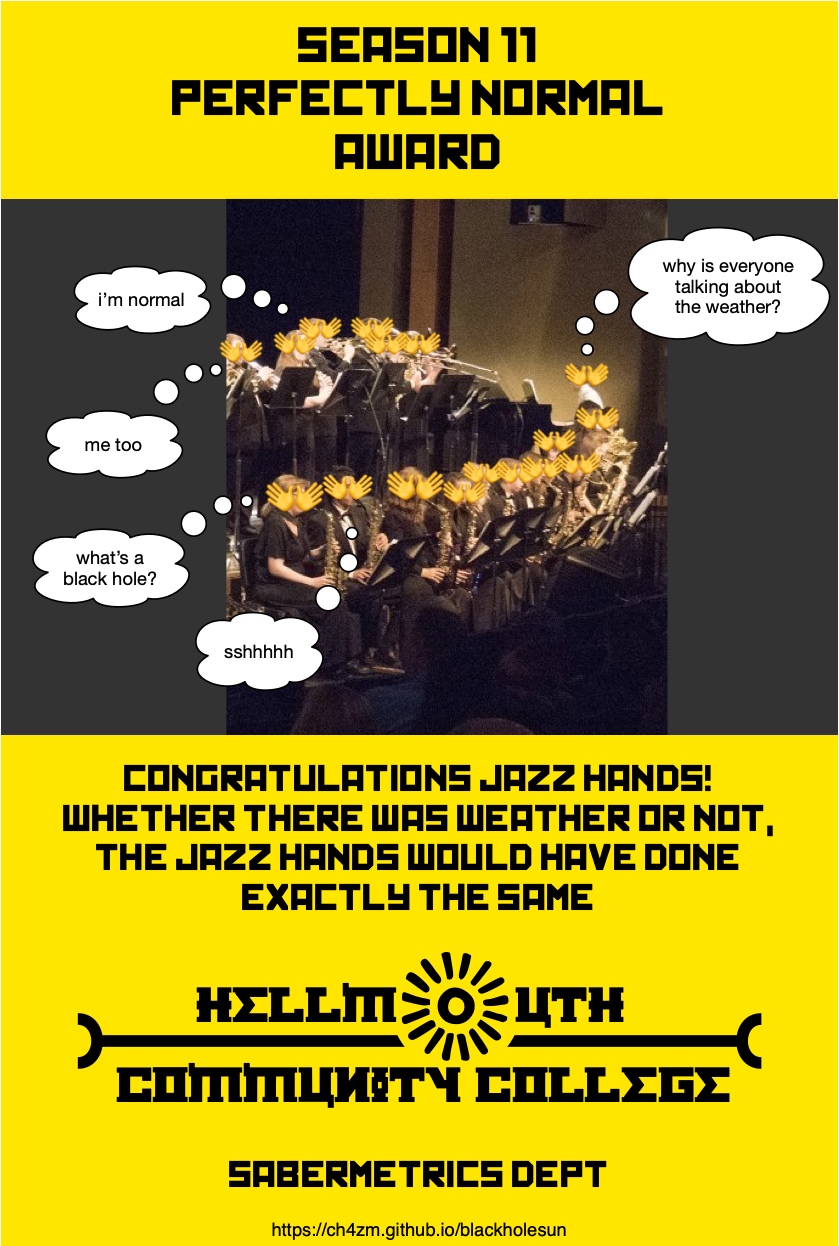 SEASON 11
PERFECTLY NORMAL
AWARD
i'm normal
why is everyone
talking about
the weather?
me too
what's a
black hole?
sshhhhh
CONGRATULATIONS JAZZ HANDS!
WHETHER THERE WAS WEATHER OR NOT,
THE JAZZ HANDS WOULD HAVE DONE
EXACTLY THE SAME
HELLMOUTH
COMMUNITY COLLEGE
SABERMETRICS DEPT
https://ch4zm.github.io/blackholesun